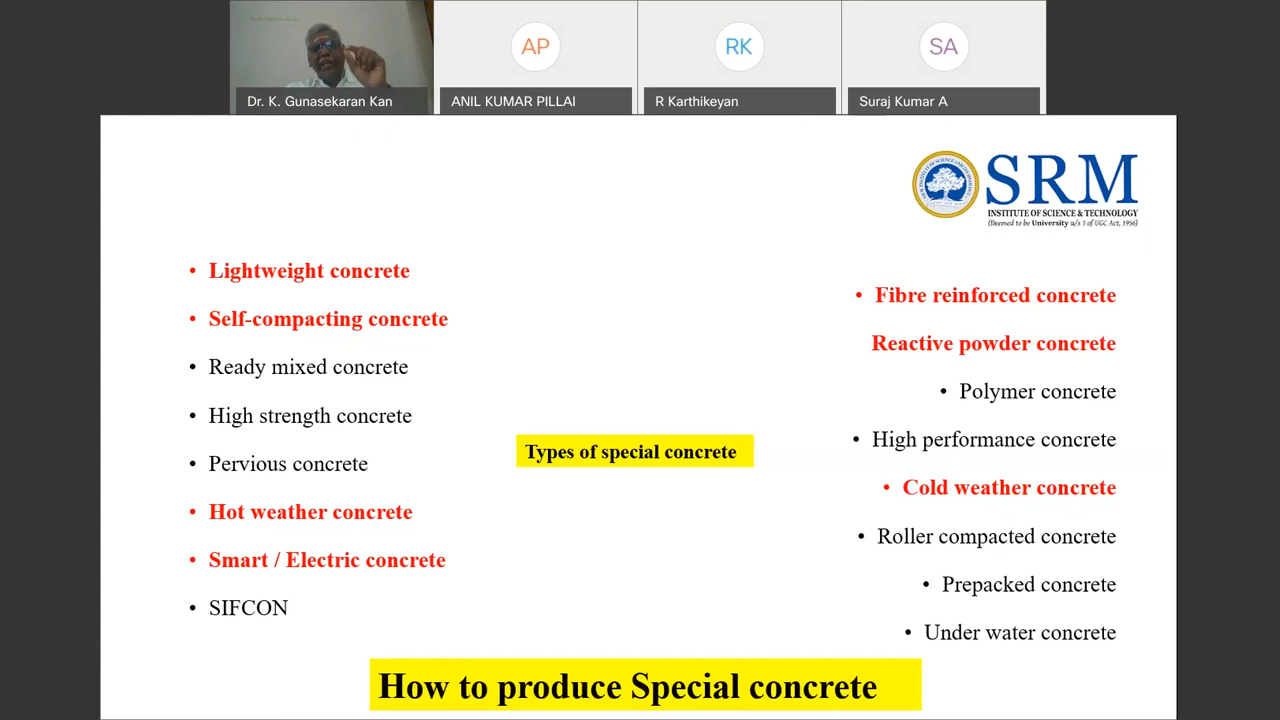 AP
RK
SA
Dr. K. Gunasekaran Kan
ANIL KUMAR PILLAI
R Karthikeyan
Suraj Kumar A
SRM
INSTITUTE OF SCIENCE & TECHNOLOGY
(Deemed to be University u/s 3 of UGC Act, 1956)
• Lightweight concrete
• Self-compacting concrete
• Ready mixed concrete
• High strength concrete
• Pervious concrete
• Hot weather concrete
• Smart / Electric concrete
• SIFCON
Types of special concrete
• Fibre reinforced concrete
Reactive powder concrete
• Polymer concrete
• High performance concrete
• Cold weather concrete
• Roller compacted concrete
• Prepacked concrete
• Under water concrete
How to produce Special concrete